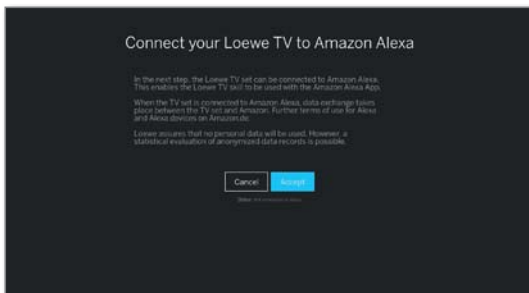 Connect your Loewe TV to Amazon Alexa
In the next step, the Loewe TV set can be connected to Amazon Alexa.
This enables the Loewe TV skill to be used with the Amazon Alexa App.
When the TV set is connected to Amazon Alexa, data exchange takes
place between the TV set and Amazon. Further terms of use for Alexa
and Alexa devices on Amazon.de.
Loewe assures that no personal data will be used. However, a
statistical evaluation of anonymized data records is possible.
Cancel Accept